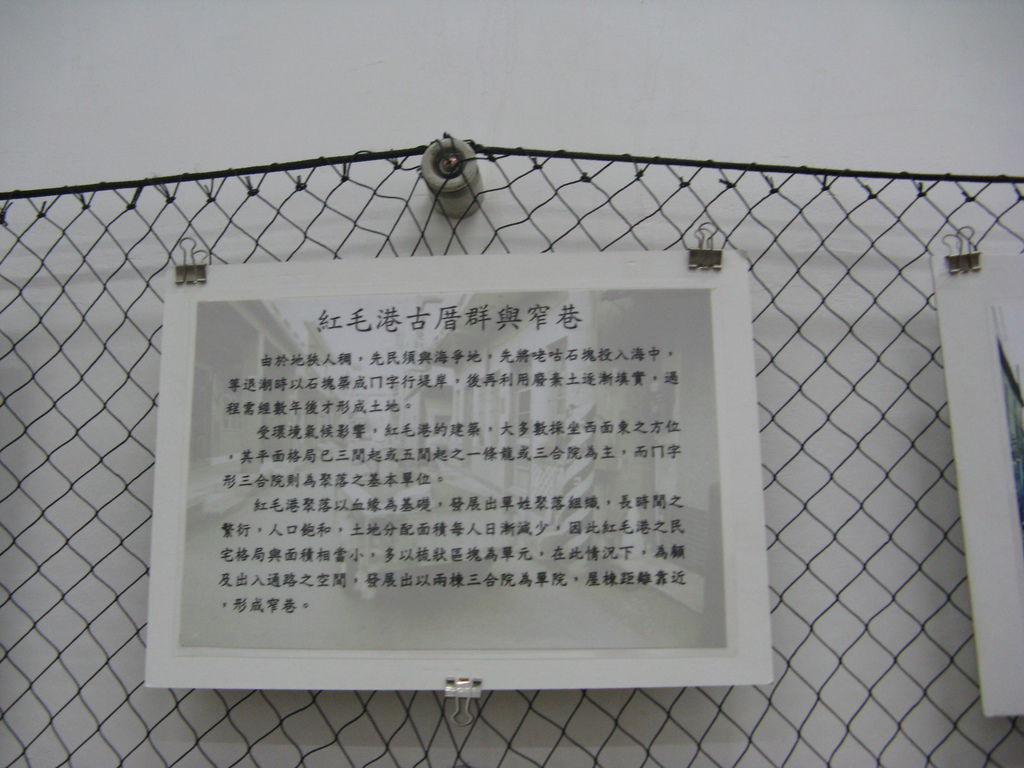 紅毛港古厝群與窄巷
由於地狹人稠，先民須與海爭地，先將咾咕石塊投入海中，
等退潮時以石塊築成冂字行堤岸，後再利用廢棄土逐漸填實，過
程需經數年後才形成土地。
受環境氣候影響，紅毛港的建築，大多數採坐西面東之方位
，其平面格局已三間起或五間起之一條龍或三合院為主，而冂字
形三合院則為聚落之基本單位。
紅毛港聚落以血緣為基礎，發展出單姓聚落組織，長時間之
繁衍，人口飽和，土地分配面積每人日漸減少，因此紅毛港之民
宅格局與面積相當小，多以梳狀區塊為單元，在此情況下，為顧
及出入通路之空間，發展出以兩棟三合院為單院，屋棟距離靠近
，形成窄巷。